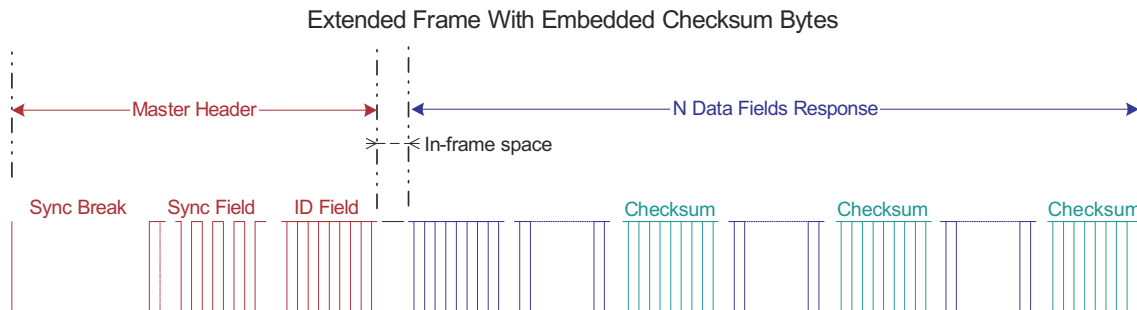 Extended Frame With Embedded Checksum Bytes
Master Header
N Data Fields Response
In-frame space
Sync Break
Sync Field
ID Field
Checksum
Checksum
Checksum